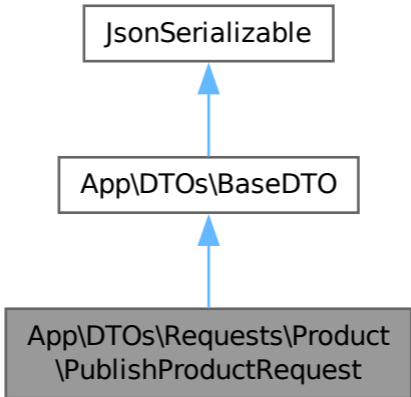 JsonSerializable
App\DTOs\BaseDTO
App\DTOs\Requests\Product
\PublishProductRequest